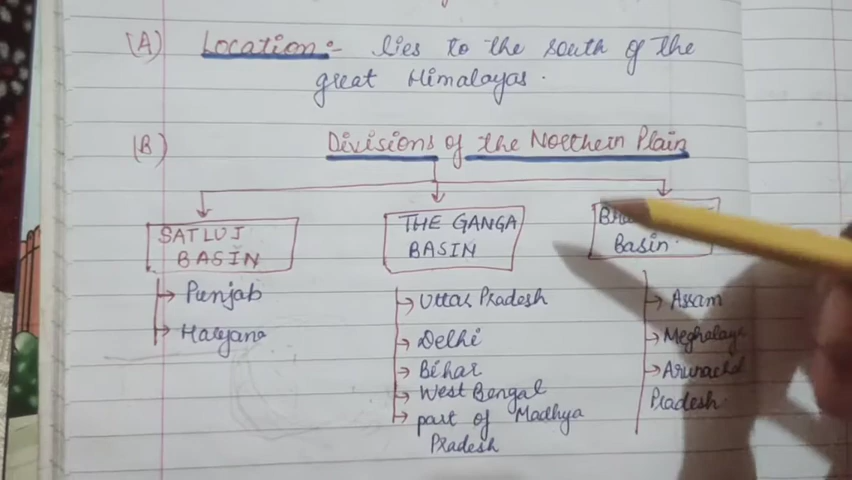 (A) Location:- lies to the south of the
great Himalayas.
(B) Divisions of the Northern Plain
SATLUJ
BASIN
Punjab
Haryana
THE GANGA
BASIN
Uttar Pradesh
Delhi
Bihar
West Bengal
part of Madhya
Pradesh
Basin.
Assam
Meghalaya
Arunachal
Pradesh.